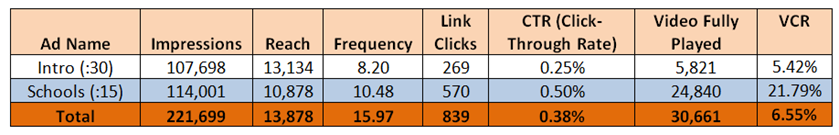 Ad Name Impressions Reach Frequency Link Clicks CTR (Click-Through Rate) Video Fully Played VCR
Intro (:30) 107,698 13,134 8.20 269 0.25% 5,821 5.42%
Schools (:15) 114,001 10,878 10.48 570 0.50% 24,840 21.79%
Total 221,699 13,878 15.97 839 0.38% 30,661 6.55%